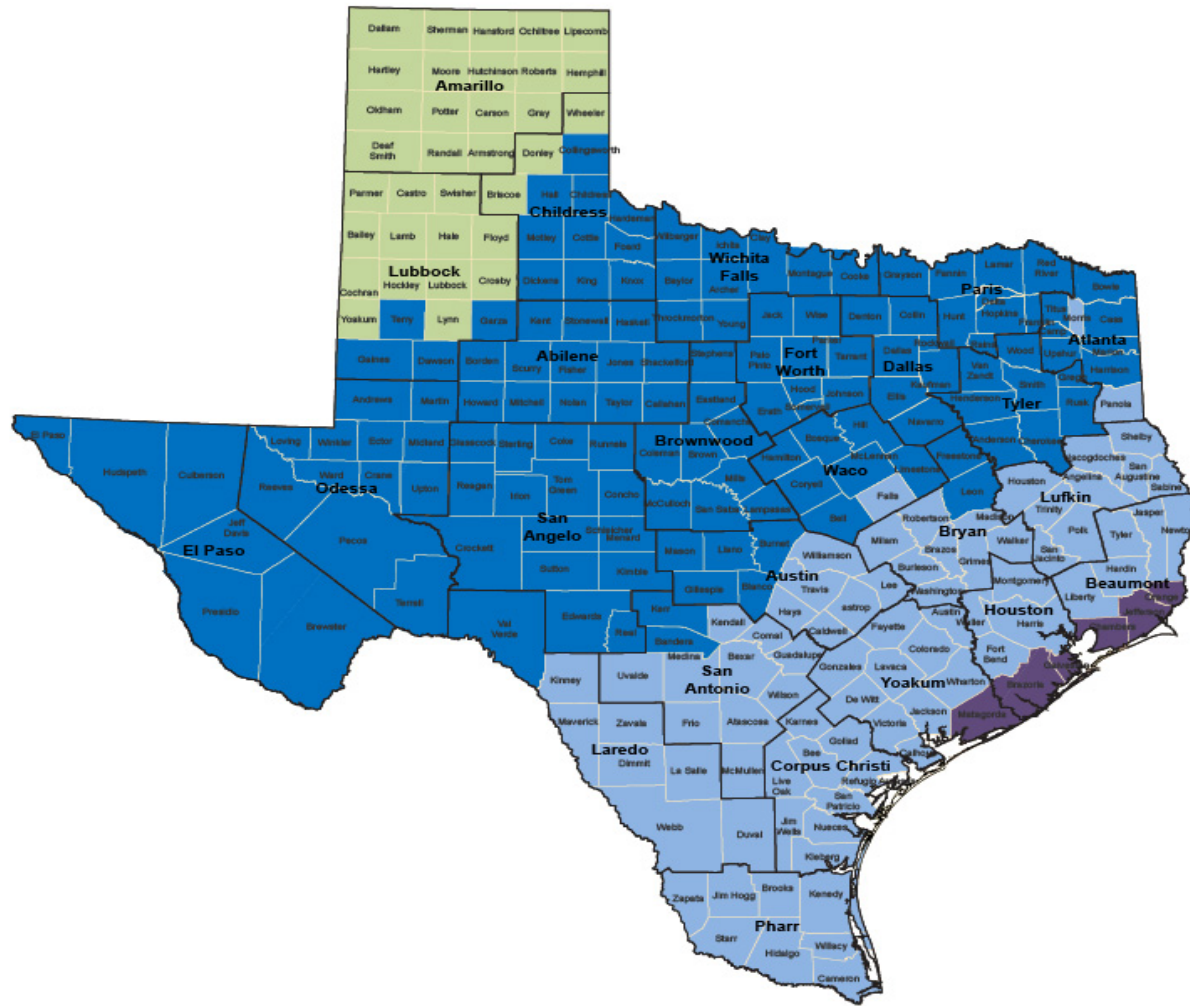 Dallam Sherman Hansford Ochiltree Lipscomb
Hartley Moore Hutchinson Roberts Hemphill
Amarillo
Oldham Potter Carson Gray Wheeler
Deaf
Smith Randall Armstrong Donley Collingsworth
Parmer Castro Swisher Briscoe Hall Childress
Childress
Hardeman
Bailey Lamb Hale Floyd Motley Cottle Foard Wilbarger Clay
Wichita
Falls
Lubbock
Cochran Hockley Lubbock Crosby Dickens King Knox Baylor Archer Montague Cooke Grayson Fannin Lamar Red
River Bowie
Paris
Yoakum Terry Lynn Garza Kent Stonewall Haskell Throckmorton Young Jack Wise Denton Collin Hunt Hopkins Franklin Titus
Camp Morris Cass
Atlanta
Marion
Gaines Dawson Borden Scurry Fisher Jones Shackelford Stephens Palo
Pinto Parker Tarrant Dallas Rockwall Rains Wood Upshur Harrison
Abilene
Fort
Worth
Dallas
Kaufman Van
Zandt Smith Gregg
Andrews Martin Howard Mitchell Nolan Taylor Callahan Eastland Erath Hood Somervell Johnson Ellis Henderson Rusk Panola
Tyler
El Paso Hudspeth Culberson Loving Winkler Ector Midland Glasscock Sterling Coke Runnels Coleman Brown Comanche Bosque Hill Navarro Anderson Cherokee Shelby
Brownwood
Reeves Ward Crane Upton Reagan Irion Tom
Green Concho McCulloch Mills Hamilton McLennan Limestone Freestone Nacogdoches San
Augustine Sabine
Odessa
Waco
San Saba Lampasas Coryell Falls Leon Houston Angelina
Lufkin
Trinity
San
Angelo
Jeff
Davis Pecos Crockett Schleicher Menard Mason Llano Burnet Bell Robertson Madison Polk Jasper Newton
El Paso
Bryan
Milam Brazos Walker San
Jacinto Tyler
Sutton Kimble Williamson Burleson Grimes Hardin
Austin
Presidio Brewster Terrell Val
Verde Edwards Real Kerr Gillespie Blanco Travis Lee Washington Montgomery Liberty Orange
Beaumont
Jefferson
Chambers
Hays astrop Austin Waller Harris
Houston
Bandera Kendall Comal Caldwell Fayette Fort
Bend Galveston
Kinney Uvalde Medina Bexar Guadalupe Gonzales Lavaca Colorado Brazoria
San
Antonio
Yoakum
Wharton
Wilson De Witt Matagorda
Maverick Zavala Frio Atascosa Karnes Victoria Jackson
Laredo
Dimmit La Salle McMullen Bee Goliad Calhoun
Corpus Christi
Live
Oak Refugio
San
Patricio
Webb Duval Jim
Wells Nueces
Kleberg
Zapata Jim Hogg Brooks Kenedy
Pharr
Starr Hidalgo Willacy
Cameron